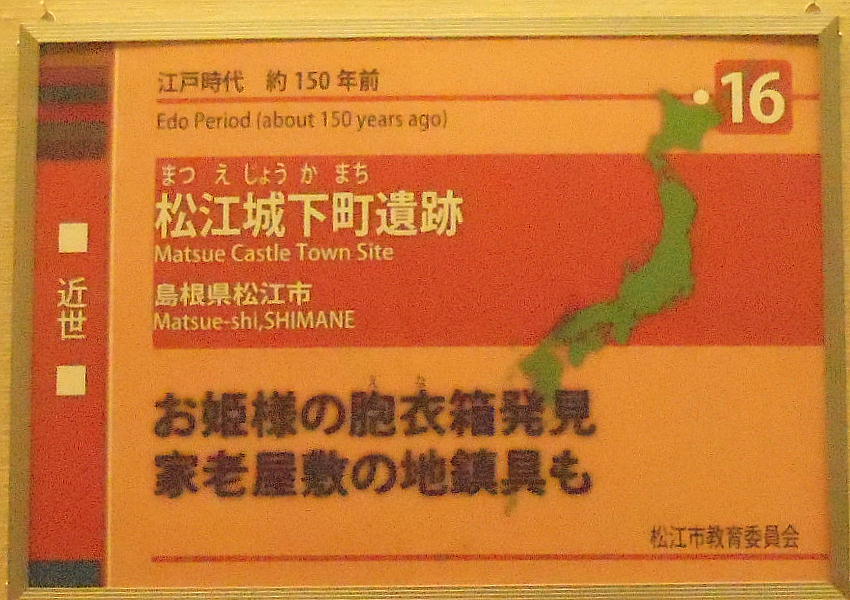 江戸時代　約150年前
16
Edo Period (about 150 years ago)
まつ え じょう か まち
松江城下町遺跡
Matsue Castle Town Site
島根県松江市
Matsue-shi,SHIMANE
■近世■
え な
お姫様の胞衣箱発見
家老屋敷の地鎮具も
松江市教育委員会